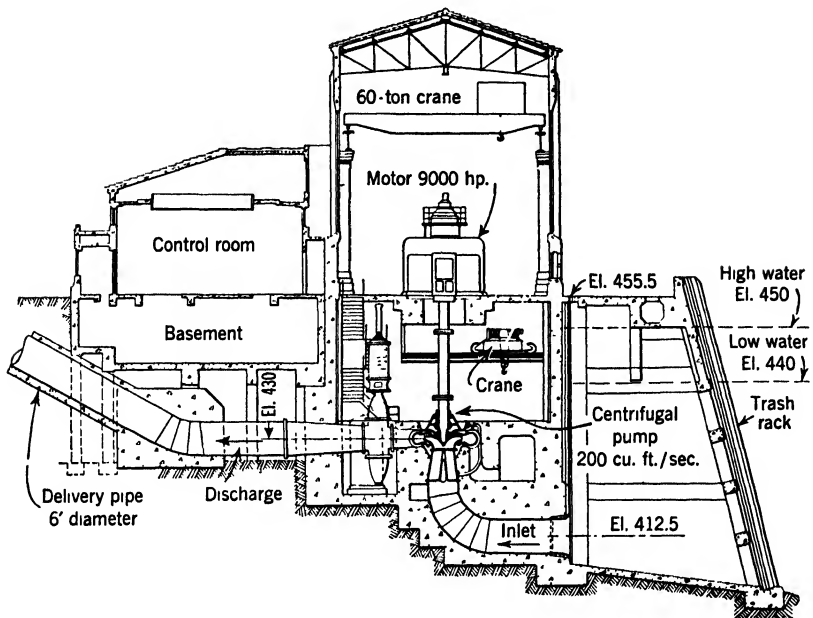 60-ton crane
Motor 9000 hp.
Control room
El. 455.5
High water
El. 450
Basement
Low water
El. 440
El. 430
Crane
Trash
rack
Centrifugal
pump
200 cu. ft./sec.
Delivery pipe
6' diameter
Discharge
Inlet
El. 412.5